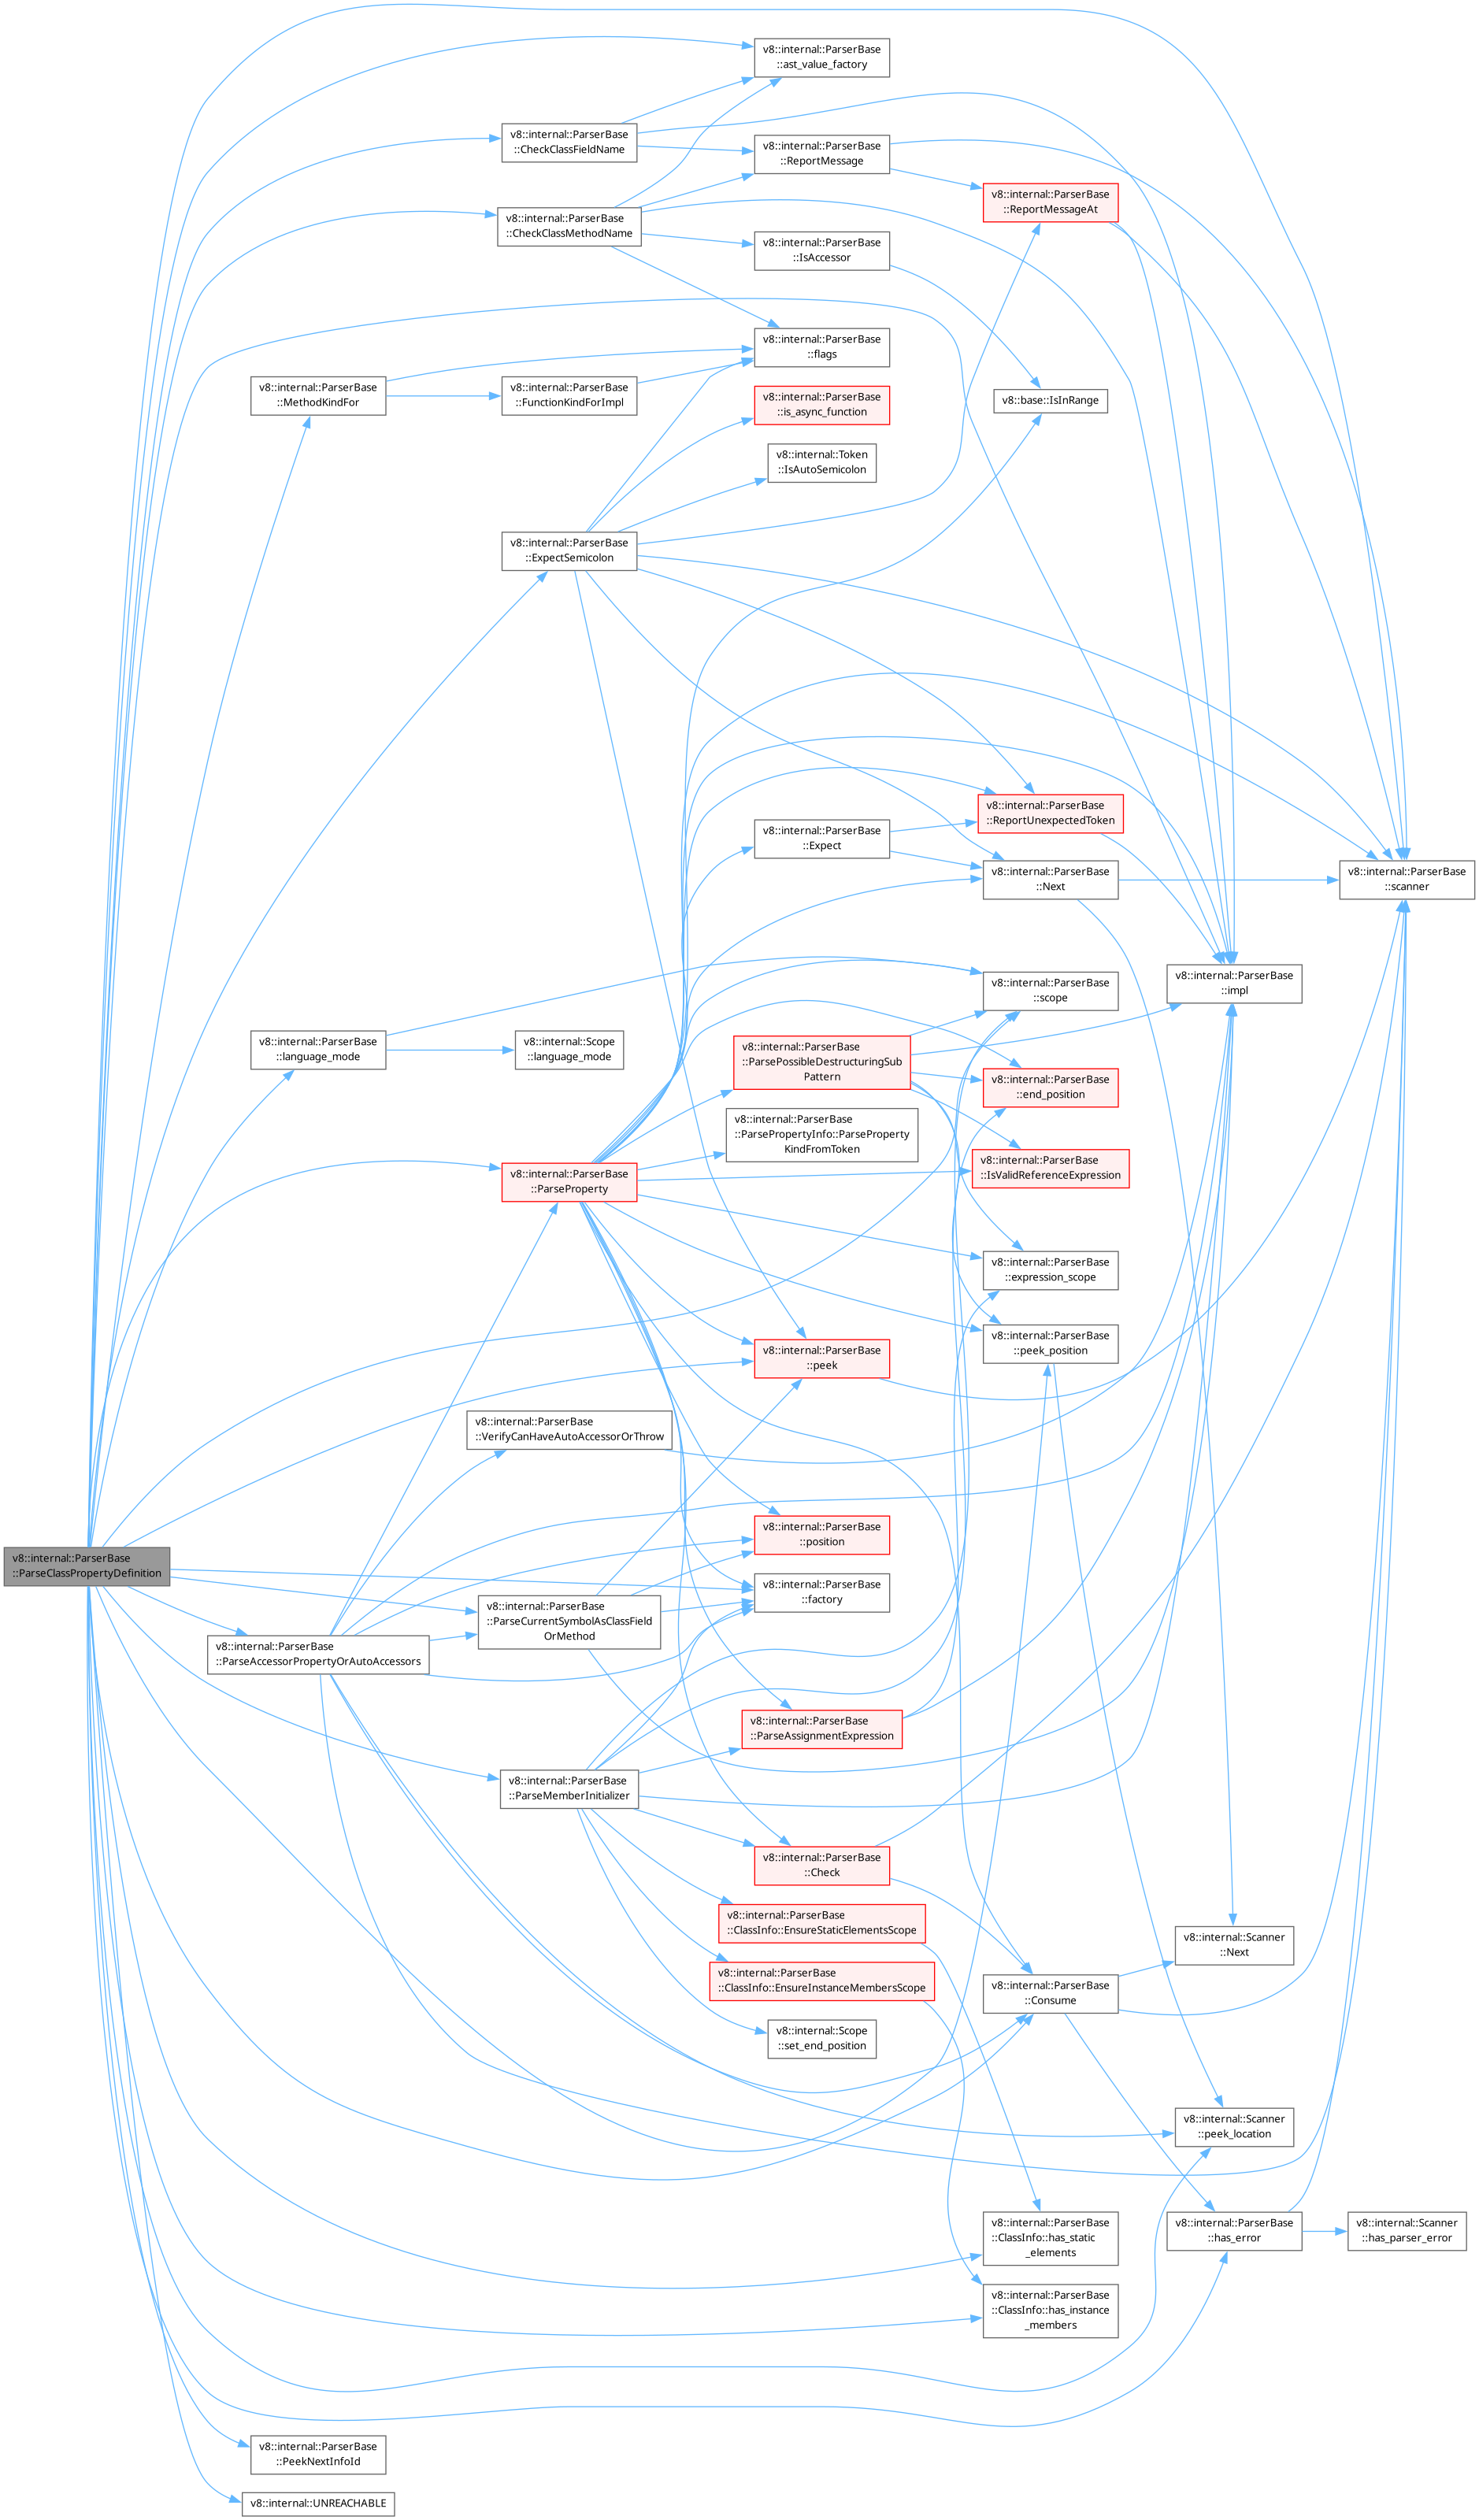 v8::internal::ParserBase
::ast_value_factory
v8::internal::ParserBase
::CheckClassFieldName
v8::internal::ParserBase
::ReportMessage
v8::internal::ParserBase
::ReportMessageAt
v8::internal::ParserBase
::CheckClassMethodName
v8::internal::ParserBase
::IsAccessor
v8::internal::ParserBase
::flags
v8::internal::ParserBase
::MethodKindFor
v8::internal::ParserBase
::FunctionKindForImpl
v8::internal::ParserBase
::is_async_function
v8::base::IsInRange
v8::internal::Token
::IsAutoSemicolon
v8::internal::ParserBase
::ExpectSemicolon
v8::internal::ParserBase
::ReportUnexpectedToken
v8::internal::ParserBase
::Expect
v8::internal::ParserBase
::Next
v8::internal::ParserBase
::scanner
v8::internal::ParserBase
::scope
v8::internal::ParserBase
::impl
v8::internal::ParserBase
::language_mode
v8::internal::Scope
::language_mode
v8::internal::ParserBase
::ParsePossibleDestructuringSub
Pattern
v8::internal::ParserBase
::end_position
v8::internal::ParserBase
::ParsePropertyInfo::ParseProperty
KindFromToken
v8::internal::ParserBase
::ParseProperty
v8::internal::ParserBase
::IsValidReferenceExpression
v8::internal::ParserBase
::expression_scope
v8::internal::ParserBase
::peek_position
v8::internal::ParserBase
::peek
v8::internal::ParserBase
::VerifyCanHaveAutoAccessorOrThrow
v8::internal::ParserBase
::position
v8::internal::ParserBase
::ParseClassPropertyDefinition
v8::internal::ParserBase
::factory
v8::internal::ParserBase
::ParseCurrentSymbolAsClassField
OrMethod
v8::internal::ParserBase
::ParseAccessorPropertyOrAutoAccessors
v8::internal::ParserBase
::ParseAssignmentExpression
v8::internal::ParserBase
::ParseMemberInitializer
v8::internal::ParserBase
::Check
v8::internal::ParserBase
::ClassInfo::EnsureStaticElementsScope
v8::internal::Scanner
::Next
v8::internal::ParserBase
::ClassInfo::EnsureInstanceMembersScope
v8::internal::ParserBase
::Consume
v8::internal::Scope
::set_end_position
v8::internal::Scanner
::peek_location
v8::internal::ParserBase
::ClassInfo::has_static
_elements
v8::internal::ParserBase
::has_error
v8::internal::Scanner
::has_parser_error
v8::internal::ParserBase
::ClassInfo::has_instance
_members
v8::internal::ParserBase
::PeekNextInfoId
v8::internal::UNREACHABLE